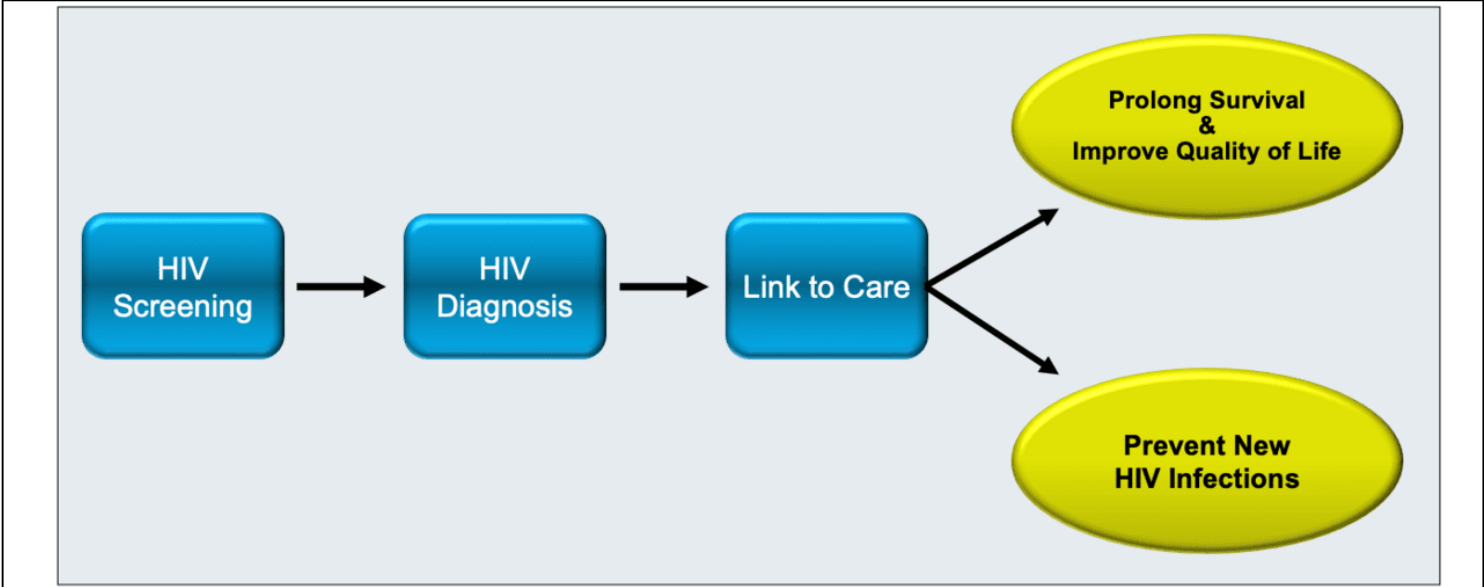 HIV
Screening
HIV
Diagnosis
Link to Care
Prolong Survival
&
Improve Quality of Life
Prevent New
HIV Infections